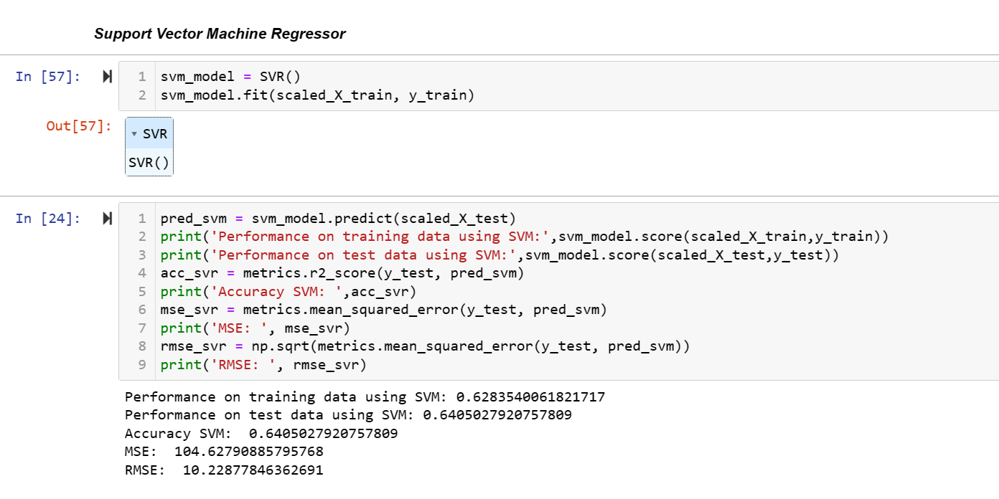 Support Vector Machine Regressor
In [57]:
1 svm_model = SVR()
2 svm_model.fit(scaled_X_train, y_train)
Out[57]:
▾ SVR
SVR()
In [24]:
1 pred_svm = svm_model.predict(scaled_X_test)
2 print('Performance on training data using SVM:',svm_model.score(scaled_X_train,y_train))
3 print('Performance on test data using SVM:',svm_model.score(scaled_X_test,y_test))
4 acc_svr = metrics.r2_score(y_test, pred_svm)
5 print('Accuracy SVM: ',acc_svr)
6 mse_svr = metrics.mean_squared_error(y_test, pred_svm)
7 print('MSE: ', mse_svr)
8 rmse_svr = np.sqrt(metrics.mean_squared_error(y_test, pred_svm))
9 print('RMSE: ', rmse_svr)
Performance on training data using SVM: 0.6283540061821717
Performance on test data using SVM: 0.6405027920757809
Accuracy SVM:  0.6405027920757809
MSE:  104.62790885795768
RMSE:  10.22877846362691